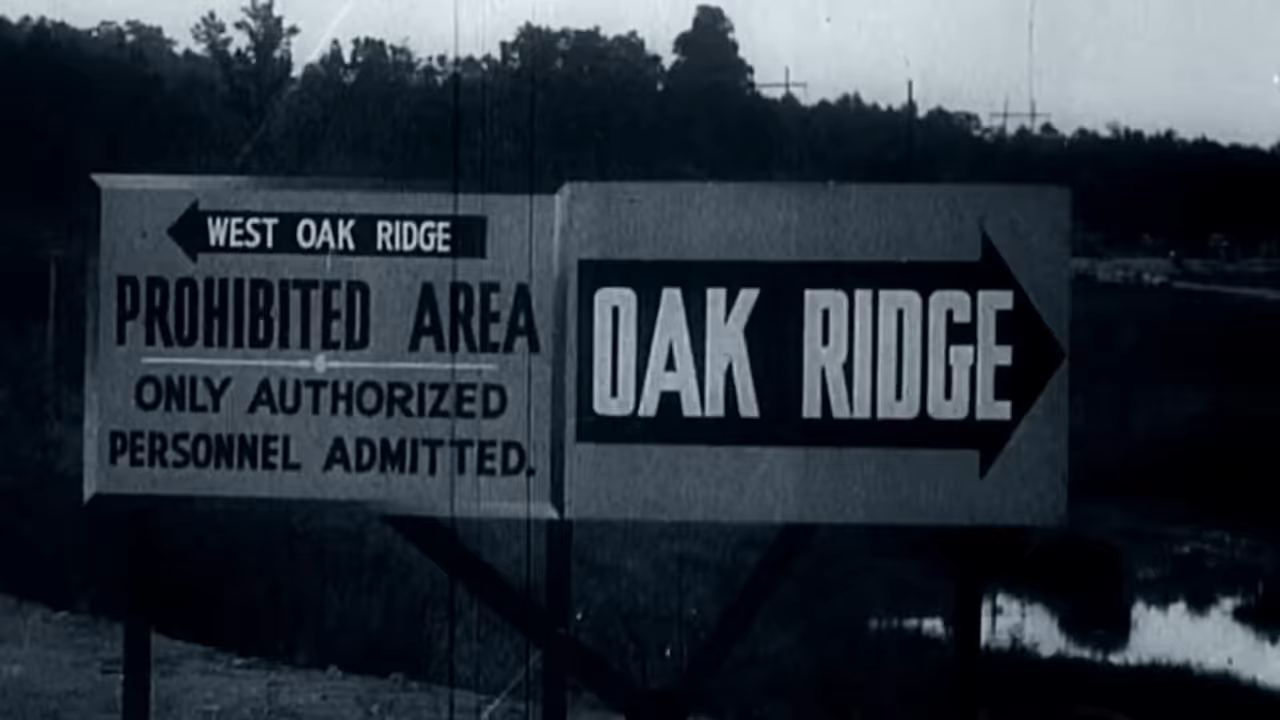 WEST OAK RIDGE
PROHIBITED AREA
ONLY AUTHORIZED
PERSONNEL ADMITTED.
OAK RIDGE